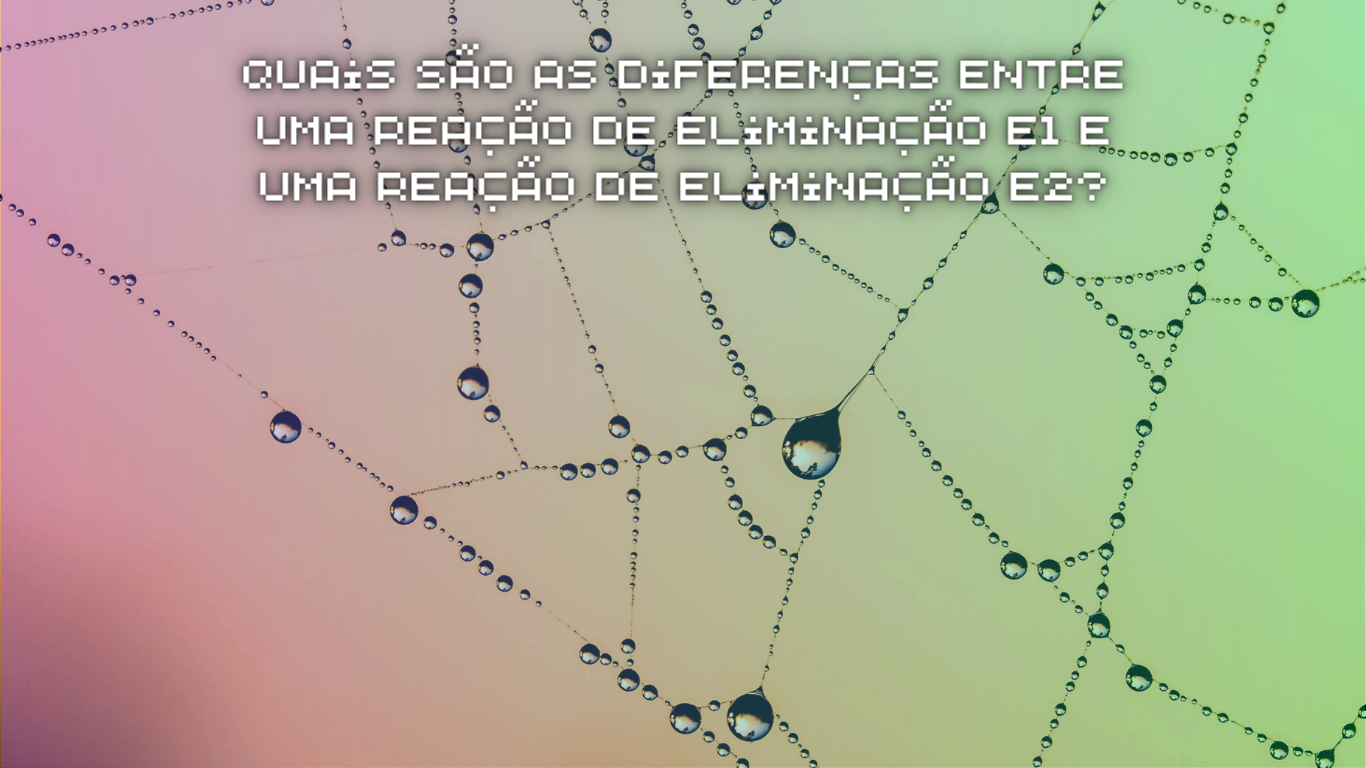 QUAIS SÃO AS DIFERENÇAS ENTRE
UMA REAÇÃO DE ELIMINAÇÃO E1 E
UMA REAÇÃO DE ELIMINAÇÃO E2?